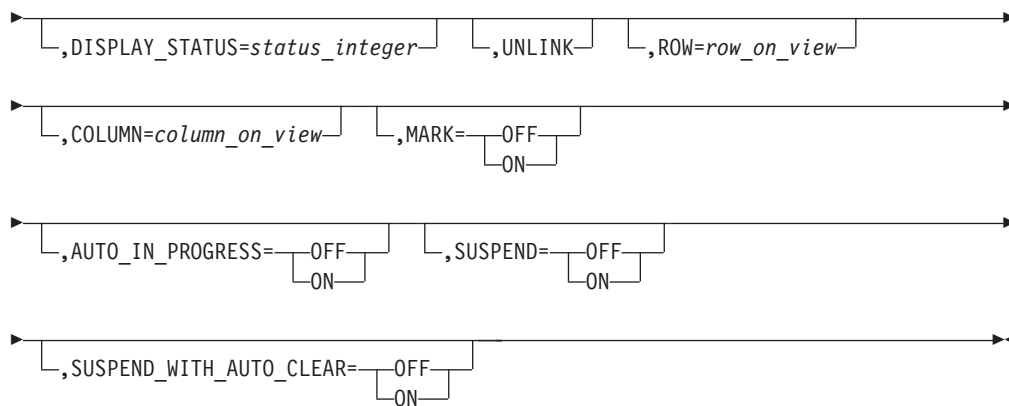 ,DISPLAY_STATUS=status_integer ,UNLINK ,ROW=row_on_view
,COLUMN=column_on_view ,MARK= OFF
ON
,AUTO_IN_PROGRESS= OFF ,SUSPEND= OFF
ON ON
,SUSPEND_WITH_AUTO_CLEAR= OFF
ON